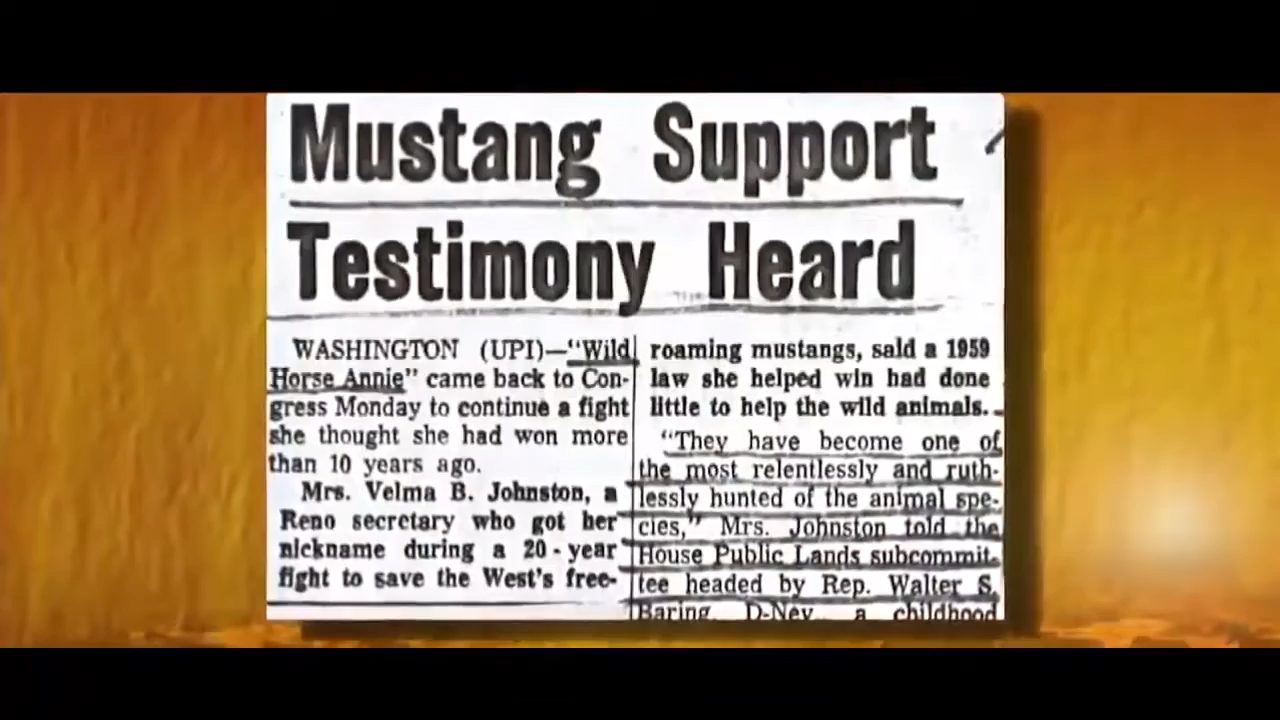 Mustang Support
Testimony Heard
WASHINGTON (UPI)—“Wild
Horse Annie” came back to Con-
gress Monday to continue a fight
she thought she had won more
than 10 years ago.
Mrs. Velma B. Johnston, a
Reno secretary who got her
nickname during a 20-year
fight to save the West's free-
roaming mustangs, said a 1959
law she helped win had done
little to help the wild animals.
“They have become one of
the most relentlessly and ruth-
lessly hunted of the animal spe-
cies,” Mrs. Johnston told the
House Public Lands subcommit-
tee headed by Rep. Walter S.
Baring, D-Nev., a childhood